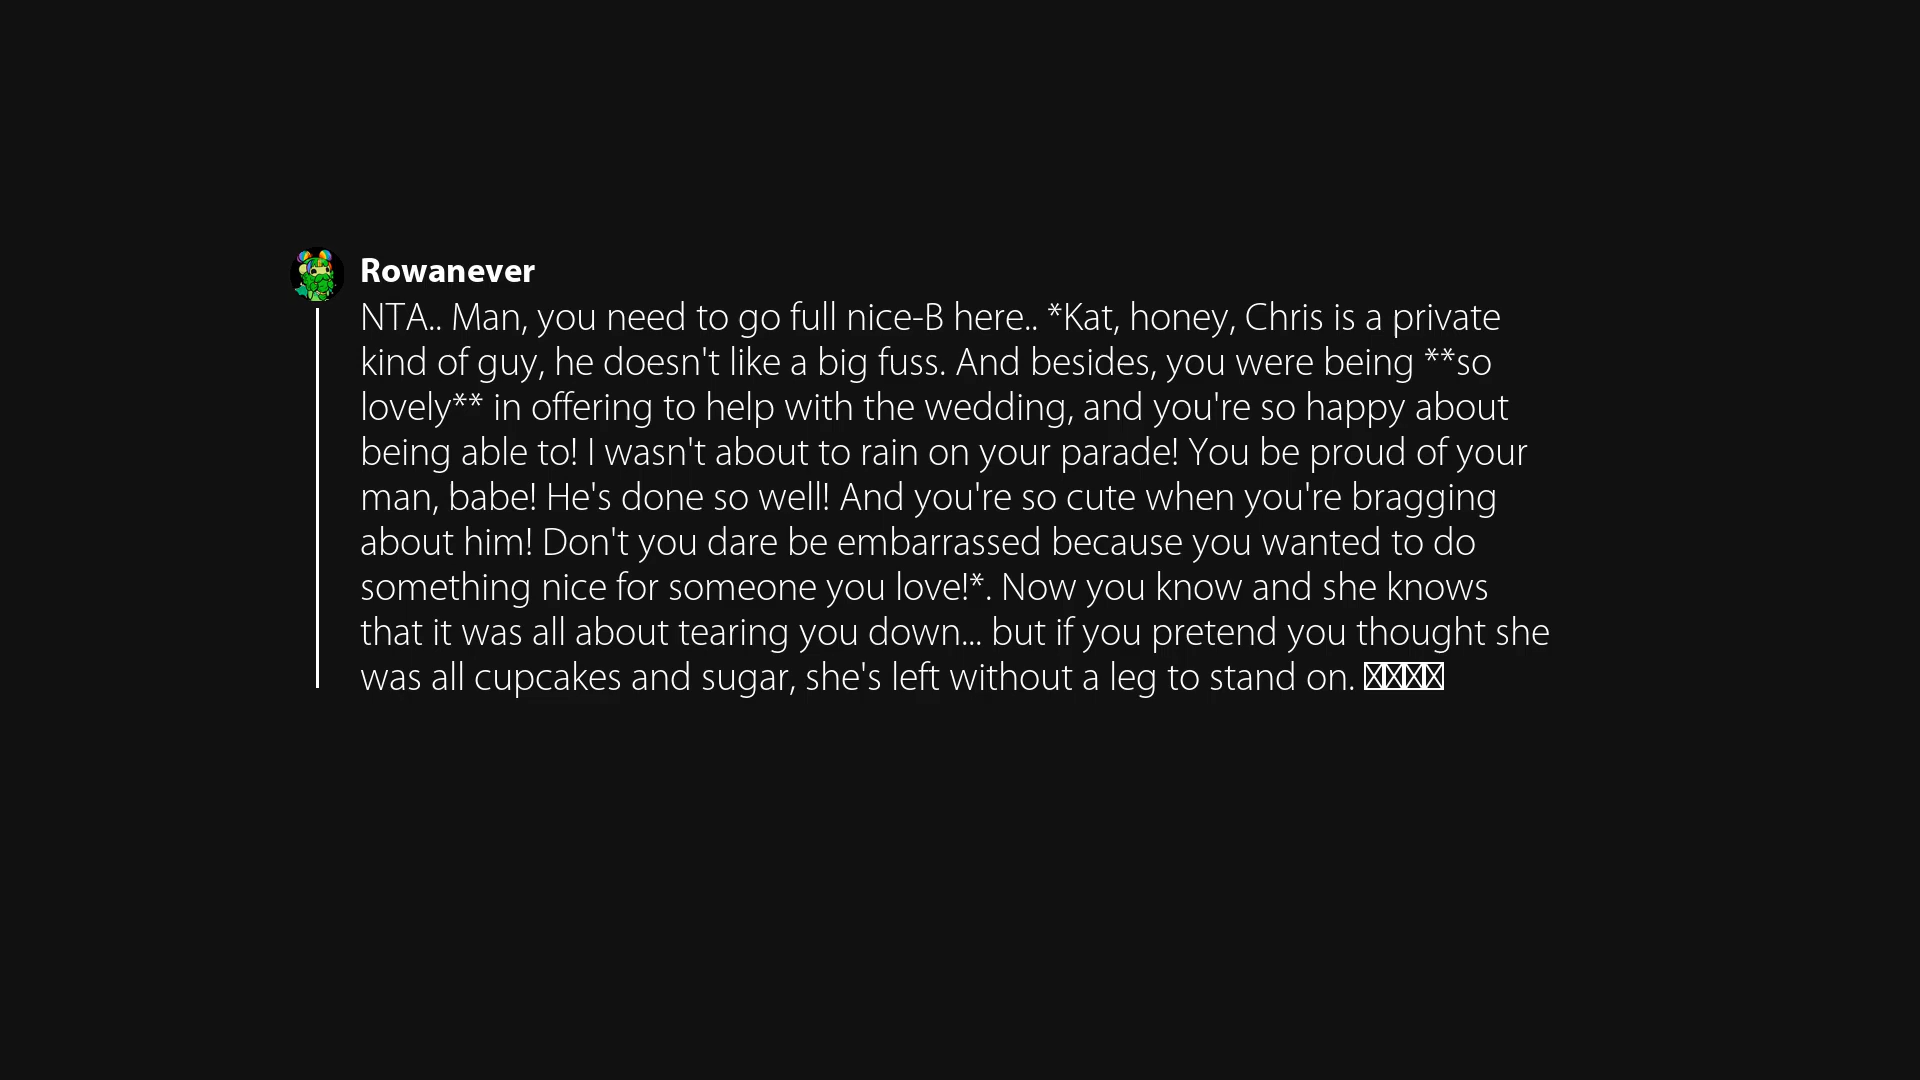 Rowanever
NTA.. Man, you need to go full nice-B here.. *Kat, honey, Chris is a private
kind of guy, he doesn't like a big fuss. And besides, you were being **so
lovely** in offering to help with the wedding, and you're so happy about
being able to! I wasn't about to rain on your parade! You be proud of your
man, babe! He's done so well! And you're so cute when you're bragging
about him! Don't you dare be embarrassed because you wanted to do
something nice for someone you love!*. Now you know and she knows
that it was all about tearing you down... but if you pretend you thought she
was all cupcakes and sugar, she's left without a leg to stand on.